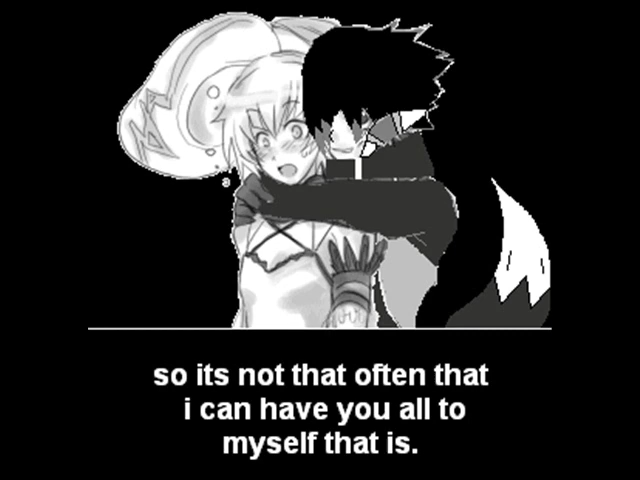 so its not that often that
i can have you all to
myself that is.